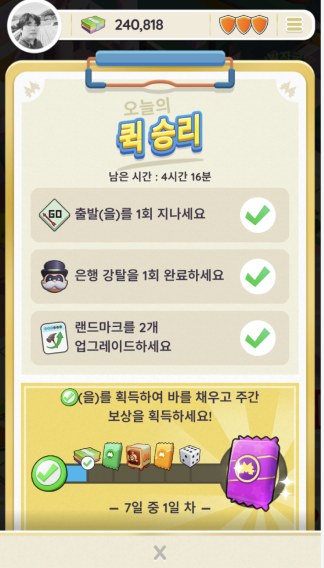 240,818
오늘의
퀵 승리
남은 시간 : 4시간 16분
GO
출발(을)를 1회 지나세요
은행 강탈을 1회 완료하세요
랜드마크를 2개
업그레이드하세요
(을)를 획득하여 바를 채우고 주간
보상을 획득하세요!
– 7일 중 1일 차 –
X